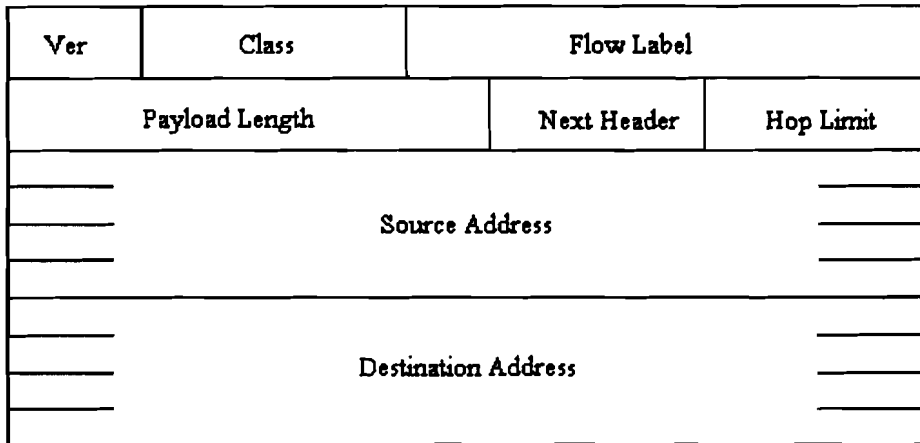 Ver Class Flow Label
Payload Length Next Header Hop Limit
Source Address
Destination Address